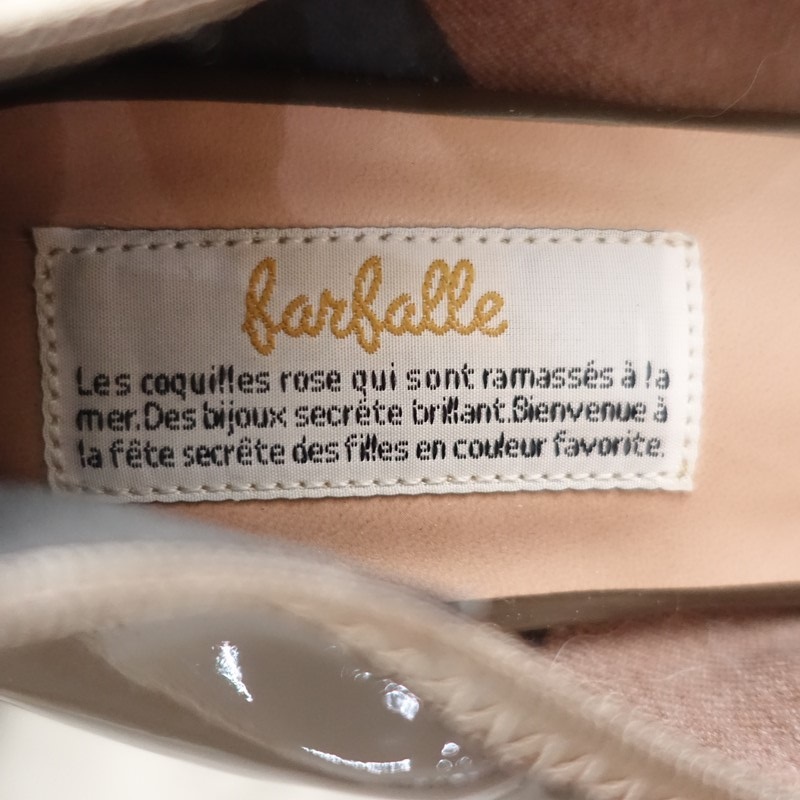 farfalle
Les coquilles rose qui sont ramassés à la
mer.Des bijoux secrète brillant.Bienvenue à
la fête secrête des filles en couleur favorite.